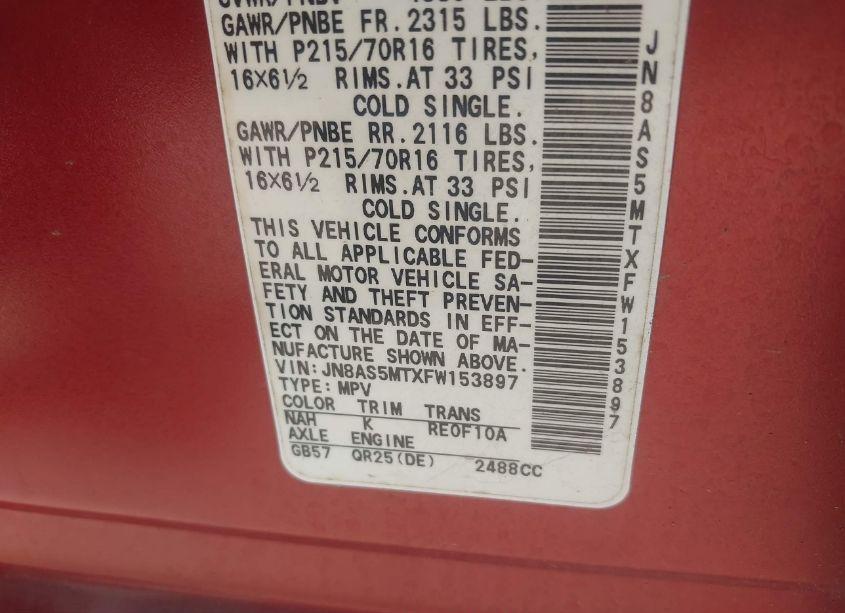 GAWR/PNBE FR. 2315 LBS.
WITH P215/70R16 TIRES,
16X6½ RIMS. AT 33 PSI
COLD SINGLE.
GAWR/PNBE RR. 2116 LBS.
WITH P215/70R16 TIRES,
16X6½ RIMS. AT 33 PSI
COLD SINGLE.
THIS VEHICLE CONFORMS
TO ALL APPLICABLE FED-
ERAL MOTOR VEHICLE SA-
FETY AND THEFT PREVEN-
TION STANDARDS IN EFF-
ECT ON THE DATE OF MA-
NUFACTURE SHOWN ABOVE.
VIN: JN8AS5MTXFW153897
TYPE: MPV
COLOR TRIM TRANS
NAH K RE0F10A
AXLE ENGINE
GB57 QR25(DE) 2488CC
JN8AS5MTXFW153897